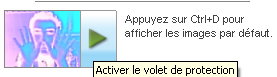 Appuyez sur Ctrl+D pour
afficher les images par défaut.
Activer le volet de protection